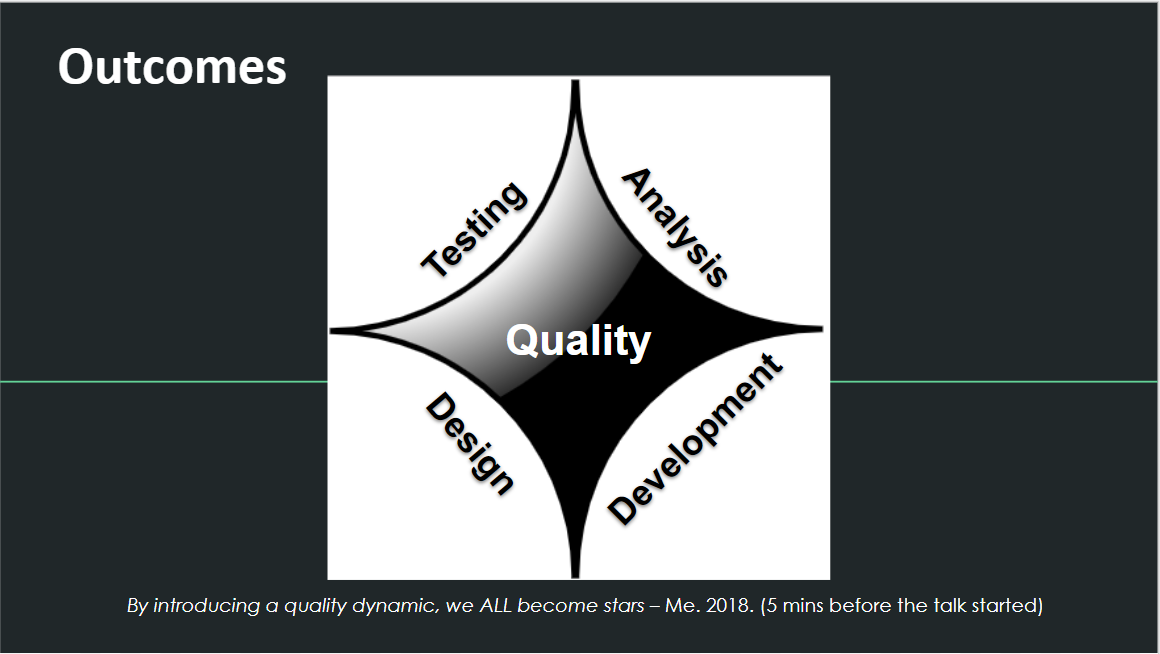 Outcomes
Testing
Analysis
Quality
Design
Development
By introducing a quality dynamic, we ALL become stars – Me. 2018. (5 mins before the talk started)